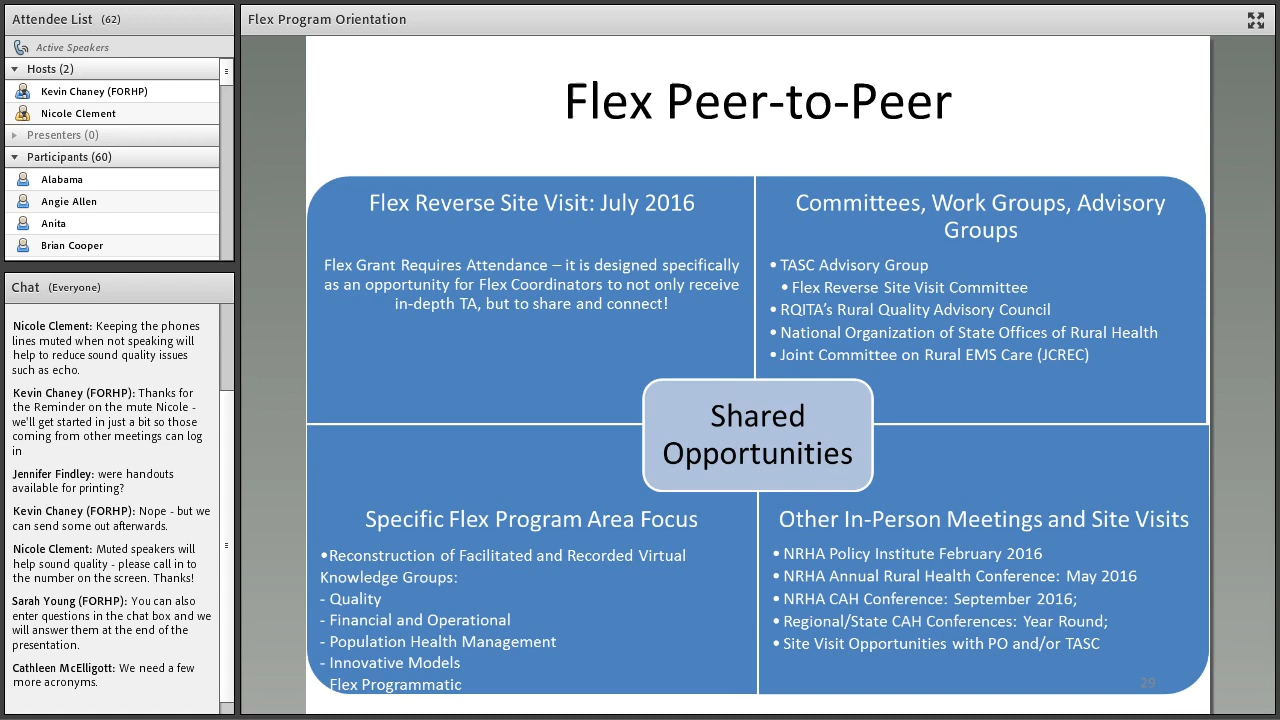 Attendee List (62)
Active Speakers
Hosts (2)
Kevin Chaney (FORHP)
Nicole Clement
Presenters (0)
Participants (60)
Alabama
Angie Allen
Anita
Brian Cooper
Chat (Everyone)
Nicole Clement: Keeping the phones
lines muted when not speaking will
help to reduce sound quality issues
such as echo.
Kevin Chaney (FORHP): Thanks for
the Reminder on the mute Nicole -
we'll get started in just a bit so those
coming from other meetings can log
in
Jennifer Findley: were handouts
available for printing?
Kevin Chaney (FORHP): Nope - but we
can send some out afterwards.
Nicole Clement: Muted speakers will
help sound quality - please call in to
the number on the screen. Thanks!
Sarah Young (FORHP): You can also
enter questions in the chat box and we
will answer them at the end of the
presentation.
Cathleen McElligott: We need a few
more acronyms.
Flex Program Orientation
Flex Peer-to-Peer
Flex Reverse Site Visit: July 2016
Flex Grant Requires Attendance – it is designed specifically
as an opportunity for Flex Coordinators to not only receive
in-depth TA, but to share and connect!
Committees, Work Groups, Advisory
Groups
• TASC Advisory Group
• Flex Reverse Site Visit Committee
• RQITA's Rural Quality Advisory Council
• National Organization of State Offices of Rural Health
• Joint Committee on Rural EMS Care (JCREC)
Shared
Opportunities
Specific Flex Program Area Focus
•Reconstruction of Facilitated and Recorded Virtual
Knowledge Groups:
- Quality
- Financial and Operational
- Population Health Management
- Innovative Models
Flex Programmatic
Other In-Person Meetings and Site Visits
• NRHA Policy Institute February 2016
• NRHA Annual Rural Health Conference: May 2016
• NRHA CAH Conference: September 2016;
• Regional/State CAH Conferences: Year Round;
• Site Visit Opportunities with PO and/or TASC
29